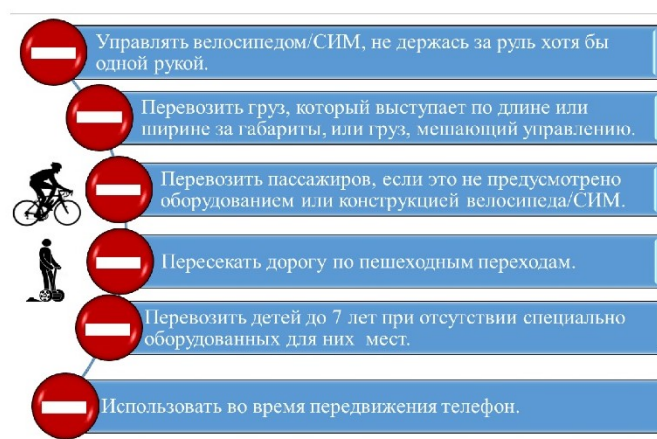 Управлять велосипедом/СИМ, не держась за руль хотя бы
одной рукой.
Перевозить груз, который выступает по длине или
ширине за габариты, или груз, мешающий управлению.
Перевозить пассажиров, если это не предусмотрено
оборудованием или конструкцией велосипеда/СИМ.
Пересекать дорогу по пешеходным переходам.
Перевозить детей до 7 лет при отсутствии специально
оборудованных для них мест.
Использовать во время передвижения телефон.